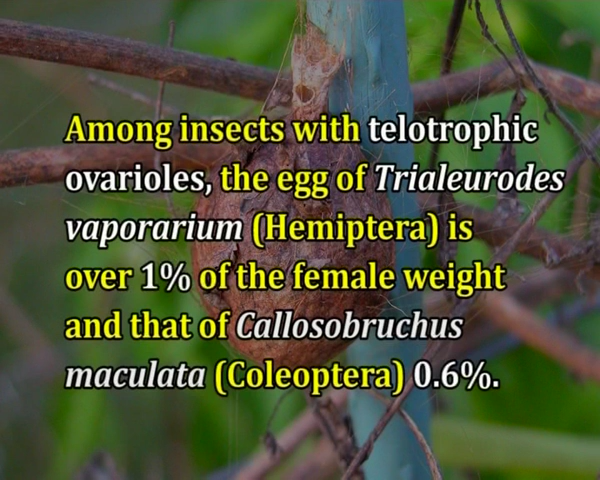 Among insects with telotrophic
ovarioles, the egg of Trialeurodes
vaporarium (Hemiptera) is
over 1% of the female weight
and that of Callosobruchus
maculata (Coleoptera) 0.6%.